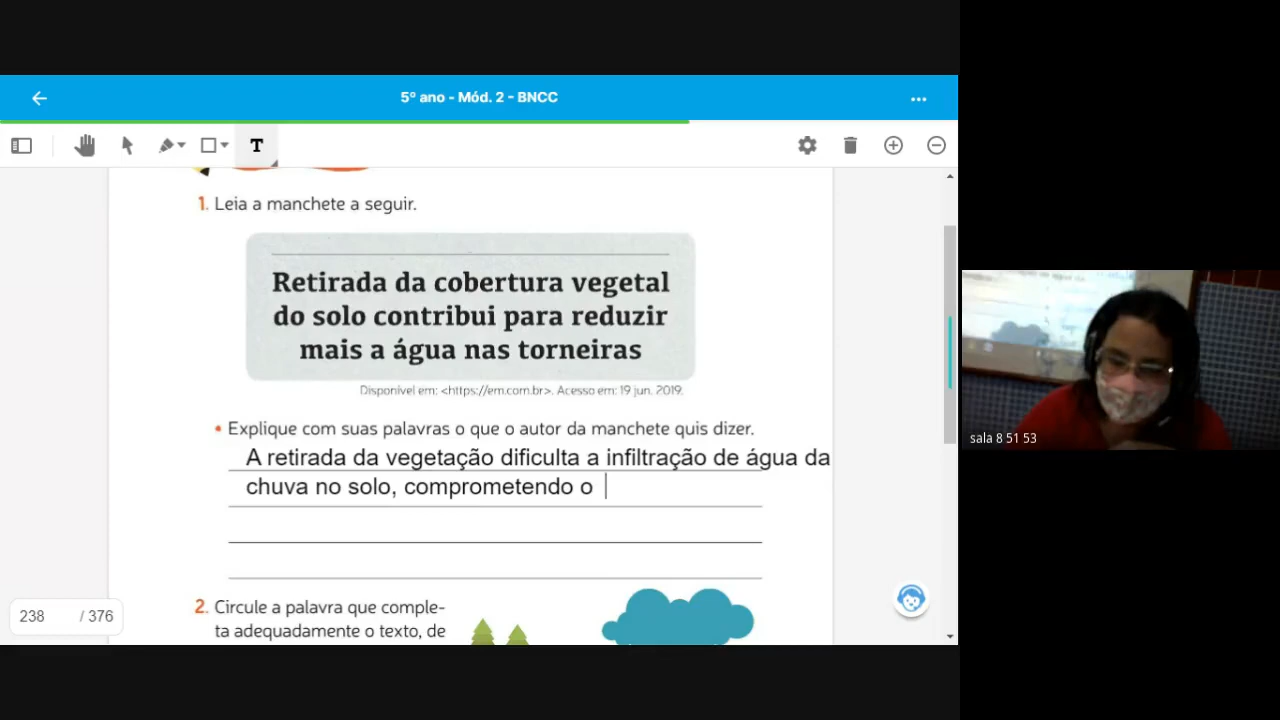 5º ano - Mód. 2 - BNCC
T
1. Leia a manchete a seguir.
Retirada da cobertura vegetal
do solo contribui para reduzir
mais a água nas torneiras
Disponível em: <https://em.com.br>. Acesso em: 19 jun. 2019.
• Explique com suas palavras o que o autor da manchete quis dizer.
A retirada da vegetação dificulta a infiltração de água da
chuva no solo, comprometendo o
238 / 376
2. Circule a palavra que comple-
ta adequadamente o texto, de
sala 8 51 53